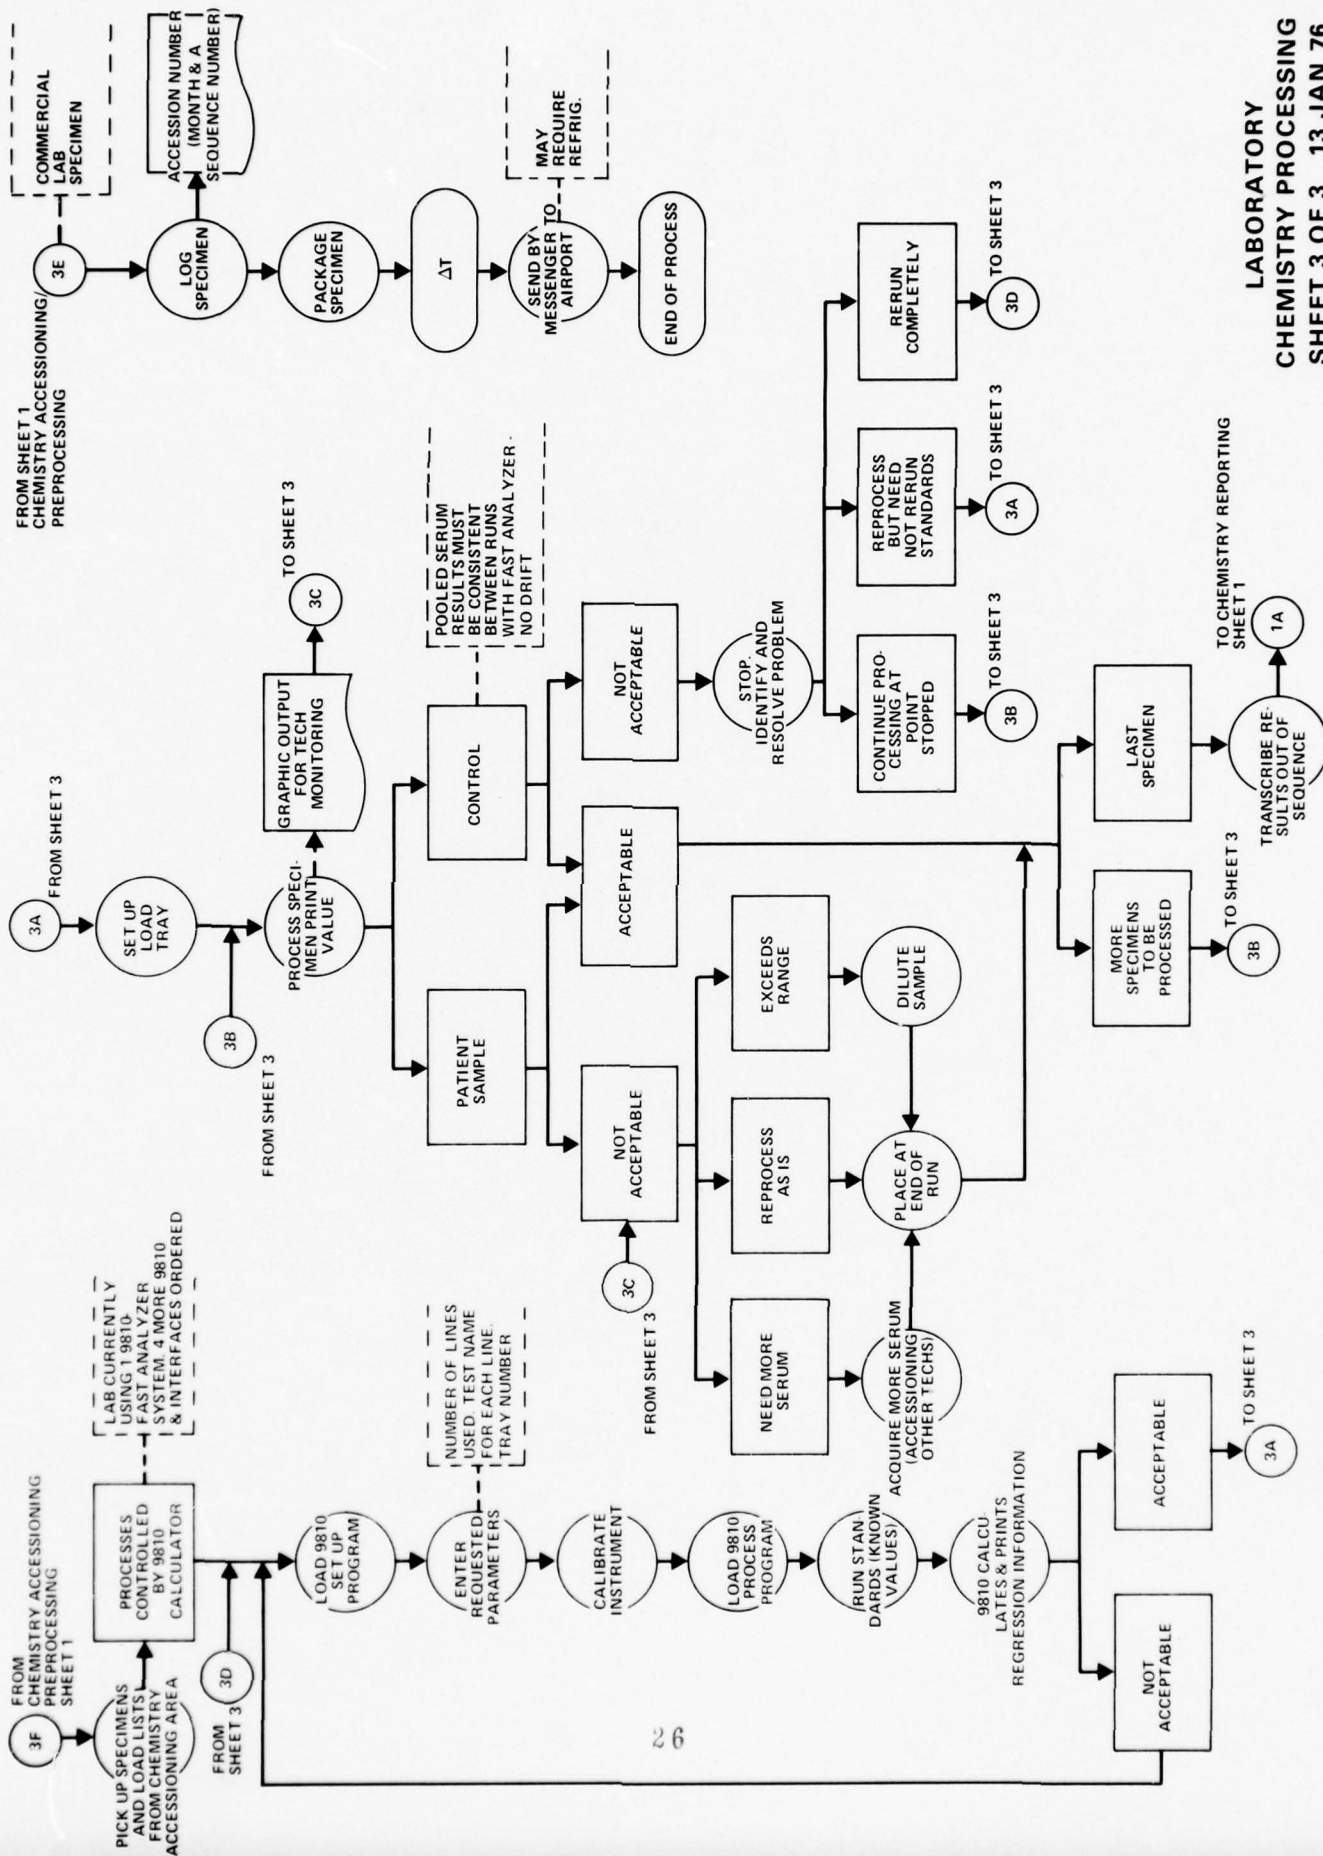 3F
FROM
CHEMISTRY ACCESSIONING
PREPROCESSING
SHEET 1
PICK UP SPECIMENS
AND LOAD LISTS
FROM CHEMISTRY
ACCESSIONING AREA
PROCESSES
CONTROLLED
BY 9810
CALCULATOR
LAB CURRENTLY
USING 1 9810-
FAST ANALYZER
SYSTEM. 4 MORE 9810
& INTERFACES ORDERED
3D
FROM
SHEET 3
LOAD 9810
SET UP
PROGRAM
ENTER
REQUESTED
PARAMETERS
NUMBER OF LINES
USED. TEST NAME
FOR EACH LINE.
TRAY NUMBER
CALIBRATE
INSTRUMENT
LOAD 9810
PROCESS
PROGRAM
RUN STAN-
DARDS (KNOWN
VALUES)
9810 CALCU-
LATES & PRINTS
REGRESSION INFORMATION
NOT
ACCEPTABLE
ACCEPTABLE
3A
TO SHEET 3
3A
FROM SHEET 3
SET UP
LOAD
TRAY
3B
FROM SHEET 3
PROCESS SPECI-
MEN PRINT
VALUE
GRAPHIC OUTPUT
FOR TECH
MONITORING
3C
TO SHEET 3
PATIENT
SAMPLE
CONTROL
POOLED SERUM
RESULTS MUST
BE CONSISTENT
BETWEEN RUNS
WITH FAST ANALYZER -
NO DRIFT
3C
FROM SHEET 3
NOT
ACCEPTABLE
ACCEPTABLE
NOT
ACCEPTABLE
NEED MORE
SERUM
REPROCESS
AS IS
EXCEEDS
RANGE
STOP.
IDENTIFY AND
RESOLVE PROBLEM
ACQUIRE MORE SERUM
(ACCESSIONING
OTHER TECHS)
PLACE AT
END OF
RUN
DILUTE
SAMPLE
CONTINUE PRO-
CESSING AT
POINT
STOPPED
3B
TO SHEET 3
REPROCESS
BUT NEED
NOT RERUN
STANDARDS
3A
TO SHEET 3
RERUN
COMPLETELY
3D
TO SHEET 3
MORE
SPECIMENS
TO BE
PROCESSED
3B
TO SHEET 3
LAST
SPECIMEN
TRANSCRIBE RE-
SULTS OUT OF
SEQUENCE
1A
TO CHEMISTRY REPORTING
SHEET 1
FROM SHEET 1
CHEMISTRY ACCESSIONING/
PREPROCESSING
3E
COMMERCIAL
LAB
SPECIMEN
LOG
SPECIMEN
ACCESSION NUMBER
(MONTH & A
SEQUENCE NUMBER)
PACKAGE
SPECIMEN
ΔT
SEND BY
MESSENGER TO
AIRPORT
MAY
REQUIRE
REFRIG.
END OF PROCESS
LABORATORY
CHEMISTRY PROCESSING
SHEET 3 OF 3 13 JAN 76
26